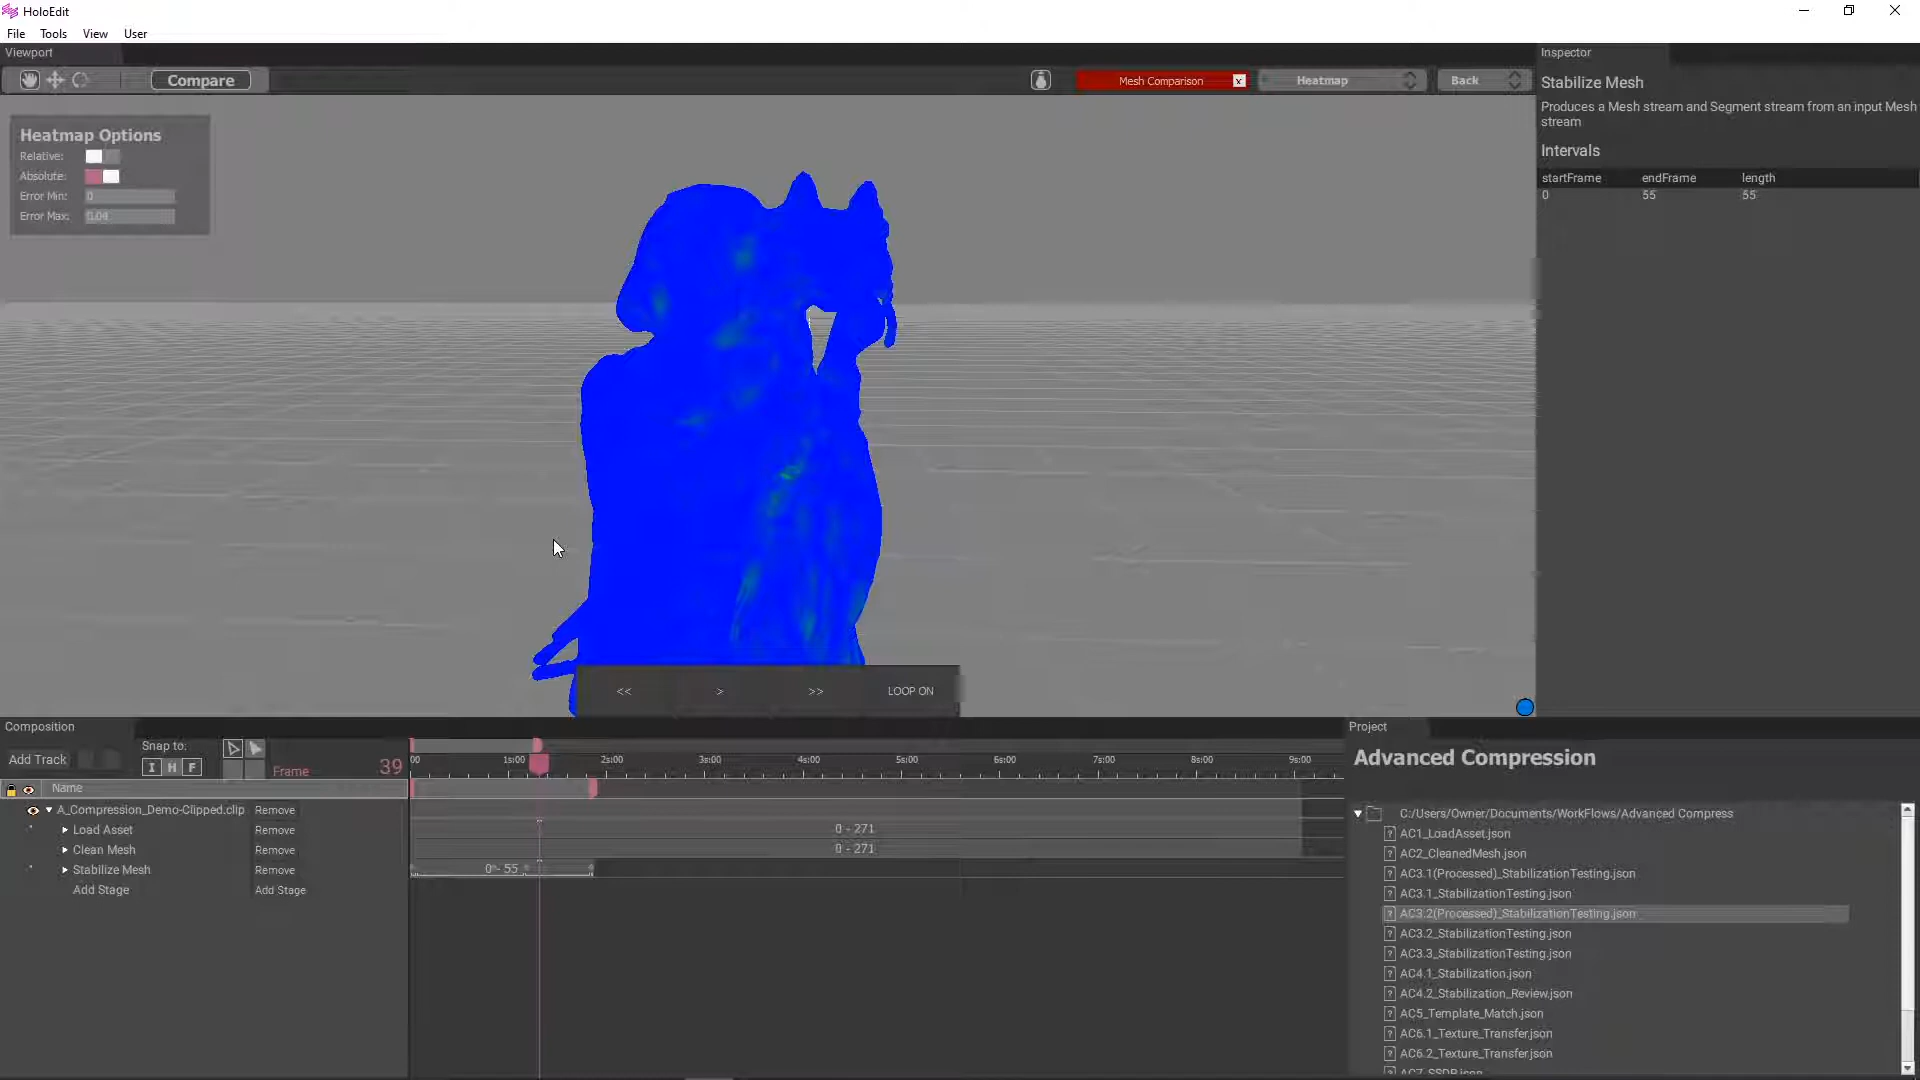 HoloEdit
File Tools View User
Viewport
Compare
Mesh Comparison x
Heatmap
Back
Heatmap Options
Relative:
Absolute:
Error Min: 0
Error Max: 0.04
Inspector
Stabilize Mesh
Produces a Mesh stream and Segment stream from an input Mesh
stream
Intervals
startFrame endFrame length
0 55 55
<< > >> LOOP ON
Composition
Add Track
Snap to:
I H F
Frame 39
00 1s:00 2s:00 3s:00 4s:00 5s:00 6s:00 7s:00 8s:00 9s:00
Name
A_Compression_Demo-Clipped.clip Remove
Load Asset Remove 0 - 271
Clean Mesh Remove 0 - 271
Stabilize Mesh Remove 0 - 55
Add Stage Add Stage
Project
Advanced Compression
C:/Users/Owner/Documents/WorkFlows/Advanced Compress
? AC1_LoadAsset.json
? AC2_CleanedMesh.json
? AC3.1(Processed)_StabilizationTesting.json
? AC3.1_StabilizationTesting.json
? AC3.2(Processed)_StabilizationTesting.json
? AC3.2_StabilizationTesting.json
? AC3.3_StabilizationTesting.json
? AC4.1_Stabilization.json
? AC4.2_Stabilization_Review.json
? AC5_Template_Match.json
? AC6.1_Texture_Transfer.json
? AC6.2_Texture_Transfer.json
? AC7_SSDR.json